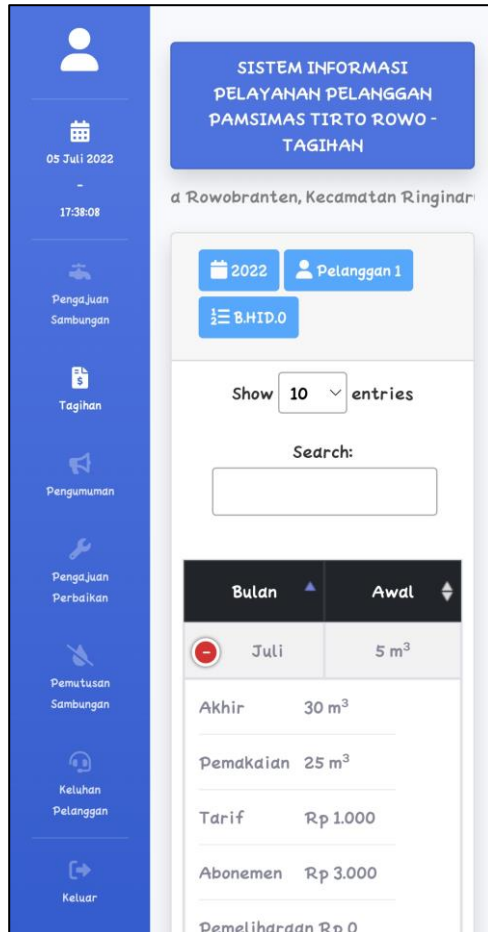 SISTEM INFORMASI
PELAYANAN PELANGGAN
PAMSIMAS TIRTO ROWO -
TAGIHAN
05 Juli 2022
-
17:38:08
a Rowobranten, Kecamatan Ringinar
Pengajuan
Sambungan
Tagihan
Pengumuman
Pengajuan
Perbaikan
Pemutusan
Sambungan
Keluhan
Pelanggan
Keluar
2022 Pelanggan 1
B.HID.0
Show 10 entries
Search:
Bulan Awal
Juli 5 m³
Akhir 30 m³
Pemakaian 25 m³
Tarif Rp 1.000
Abonemen Rp 3.000
Pemeliharaan Rp 0